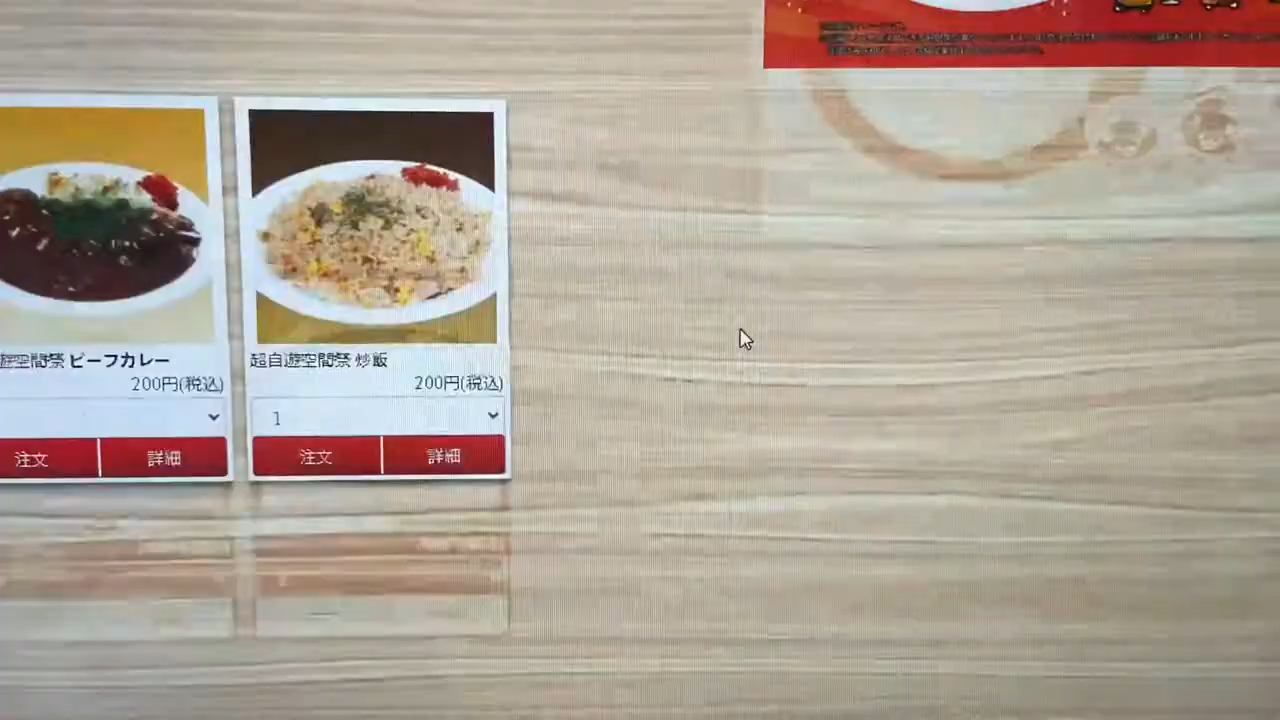 遊空間祭 ビーフカレー
200円(税込)
注文 詳細
超自遊空間祭 炒飯
200円(税込)
1
注文 詳細